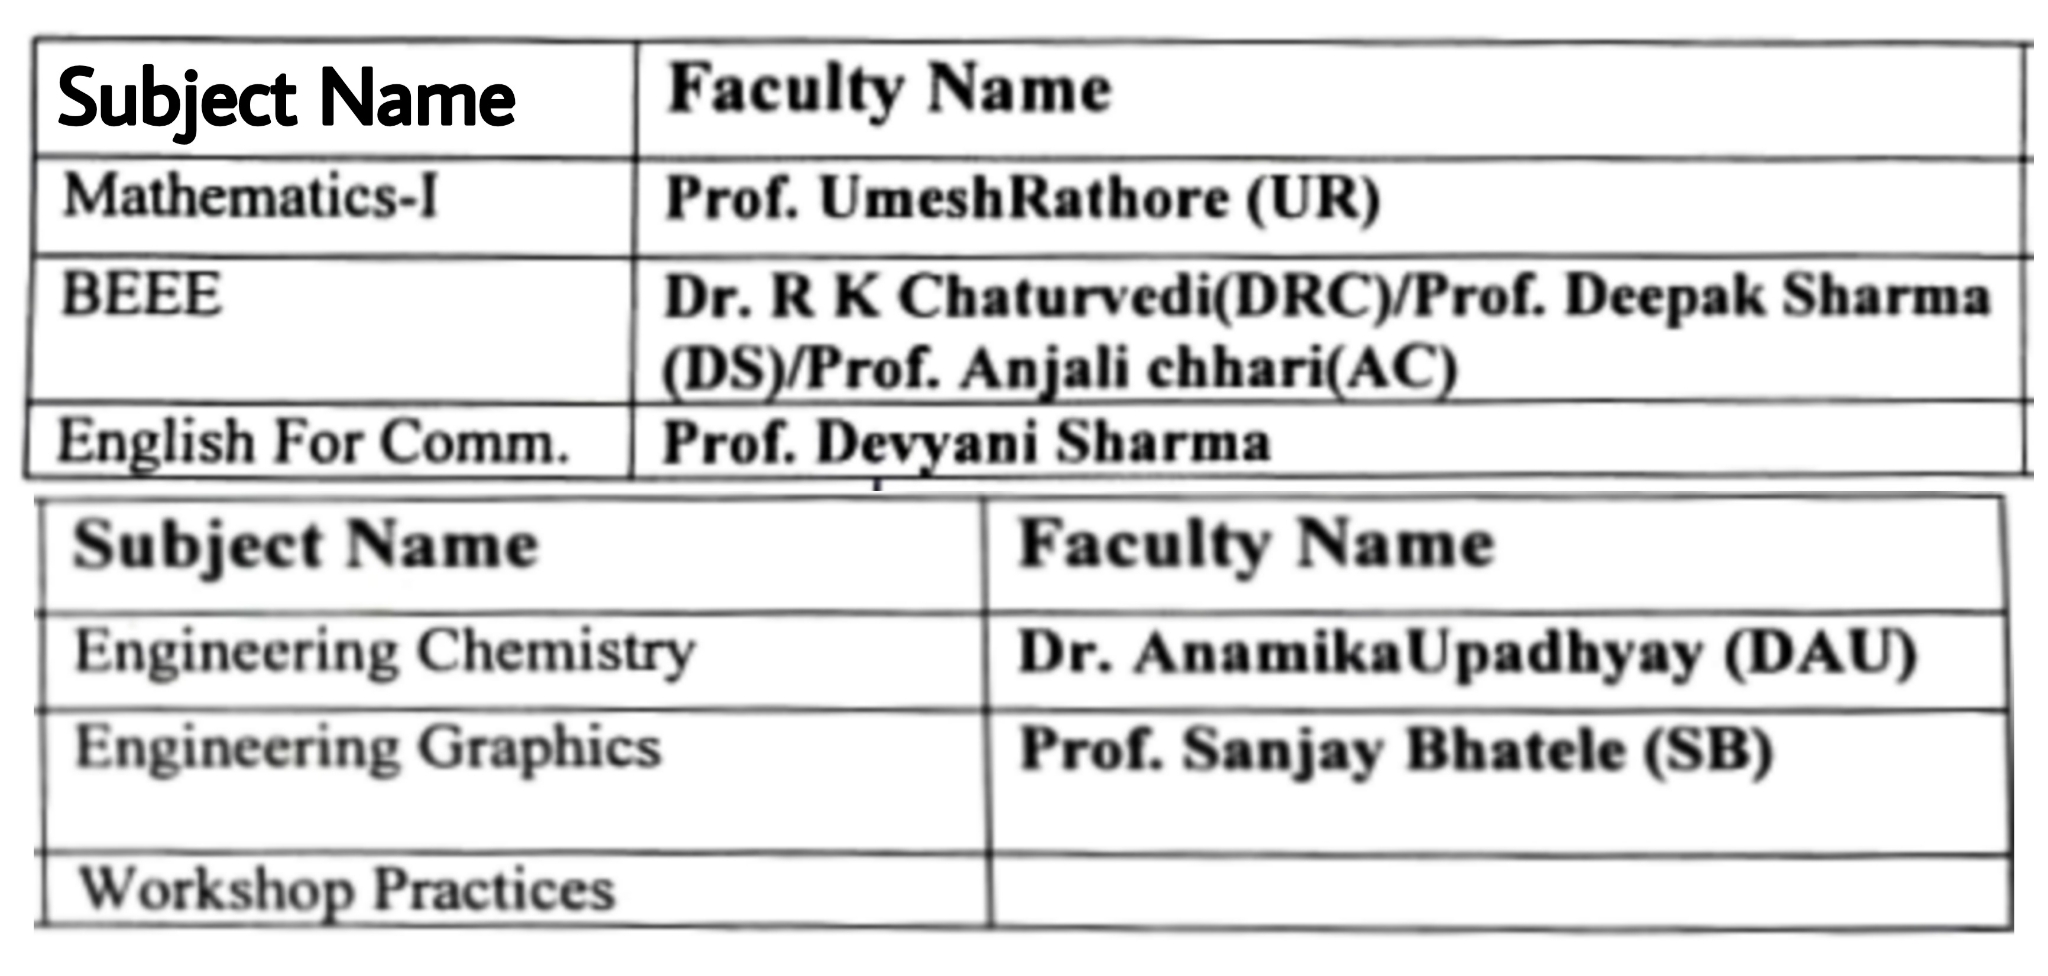 Subject Name Faculty Name
Mathematics-I Prof. UmeshRathore (UR)
BEEE Dr. R K Chaturvedi(DRC)/Prof. Deepak Sharma
(DS)/Prof. Anjali chhari(AC)
English For Comm. Prof. Devyani Sharma
Subject Name Faculty Name
Engineering Chemistry Dr. AnamikaUpadhyay (DAU)
Engineering Graphics Prof. Sanjay Bhatele (SB)
Workshop Practices